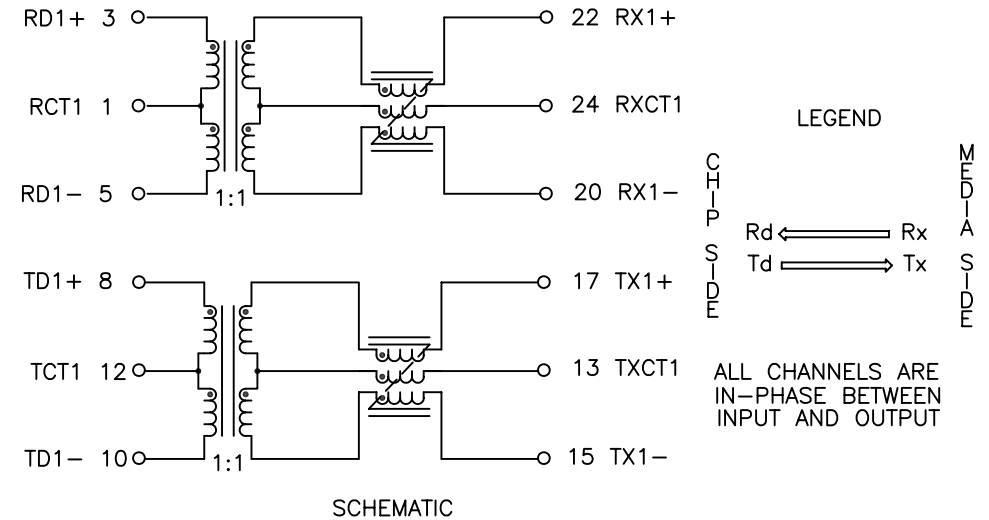 RD1+ 3
22 RX1+
RCT1 1
24 RXCT1
RD1− 5
1:1
20 RX1−
TD1+ 8
17 TX1+
TCT1 12
13 TXCT1
TD1− 10
1:1
15 TX1−
SCHEMATIC
LEGEND
CHIP SIDE
Rd
Rx
Td
Tx
MEDIA SIDE
ALL CHANNELS ARE
IN−PHASE BETWEEN
INPUT AND OUTPUT